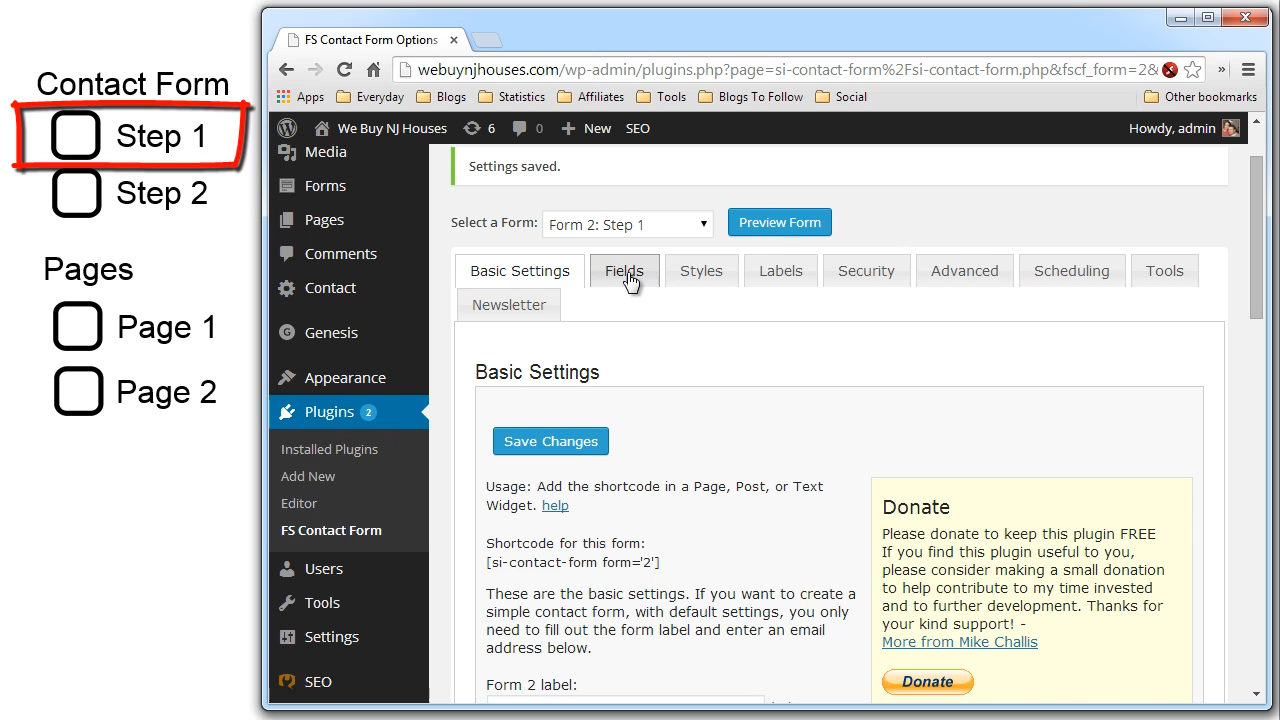 Contact Form
Step 1
Step 2
Pages
Page 1
Page 2
FS Contact Form Options
webuynjhouses.com/wp-admin/plugins.php?page=si-contact-form%2Fsi-contact-form.php&fscf_form=2&
Apps Everyday Blogs Statistics Affiliates Tools Social Other bookmarks
We Buy NJ Houses 6 0 New SEO Howdy, admin
Media
Forms
Pages
Comments
Contact
Genesis
Appearance
Plugins 2
Installed Plugins
Add New
Editor
FS Contact Form
Users
Tools
Settings
SEO
Settings saved.
Select a Form: Form 2: Step 1 Preview Form
Basic Settings Fields Styles Labels Security Advanced Scheduling Tools
Newsletter
Basic Settings
Save Changes
Usage: Add the shortcode in a Page, Post, or Text
Widget. help
Shortcode for this form:
[si-contact-form form='2']
These are the basic settings. If you want to create a
simple contact form, with default settings, you only
need to fill out the form label and enter an email
address below.
Form 2 label:
Donate
Please donate to keep this plugin FREE
If you find this plugin useful to you,
please consider making a small donation
to help contribute to my time invested
and to further development. Thanks for
your kind support! -
More from Mike Challis
Donate